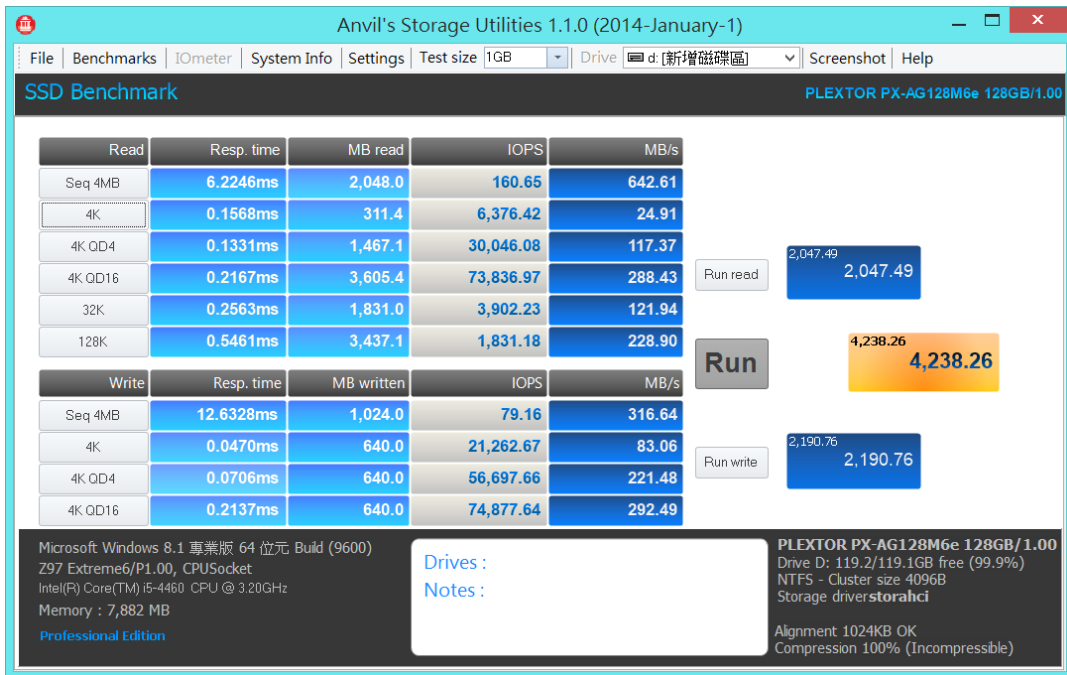 Anvil's Storage Utilities 1.1.0 (2014-January-1)
File Benchmarks IOmeter System Info Settings Test size 1GB Drive d: [新增磁碟區] Screenshot Help
SSD Benchmark PLEXTOR PX-AG128M6e 128GB/1.00
Read Resp. time MB read IOPS MB/s
Seq 4MB 6.2246ms 2,048.0 160.65 642.61
4K 0.1568ms 311.4 6,376.42 24.91
4K QD4 0.1331ms 1,467.1 30,046.08 117.37
4K QD16 0.2167ms 3,605.4 73,836.97 288.43
32K 0.2563ms 1,831.0 3,902.23 121.94
128K 0.5461ms 3,437.1 1,831.18 228.90
Run read
2,047.49
2,047.49
Run
4,238.26
4,238.26
Write Resp. time MB written IOPS MB/s
Seq 4MB 12.6328ms 1,024.0 79.16 316.64
4K 0.0470ms 640.0 21,262.67 83.06
4K QD4 0.0706ms 640.0 56,697.66 221.48
4K QD16 0.2137ms 640.0 74,877.64 292.49
Run write
2,190.76
2,190.76
Microsoft Windows 8.1 專業版 64 位元 Build (9600)
Z97 Extreme6/P1.00, CPUSocket
Intel(R) Core(TM) i5-4460 CPU @ 3.20GHz
Memory : 7,882 MB
Professional Edition
Drives :
Notes :
PLEXTOR PX-AG128M6e 128GB/1.00
Drive D: 119.2/119.1GB free (99.9%)
NTFS - Cluster size 4096B
Storage driverstorahci
Alignment 1024KB OK
Compression 100% (Incompressible)